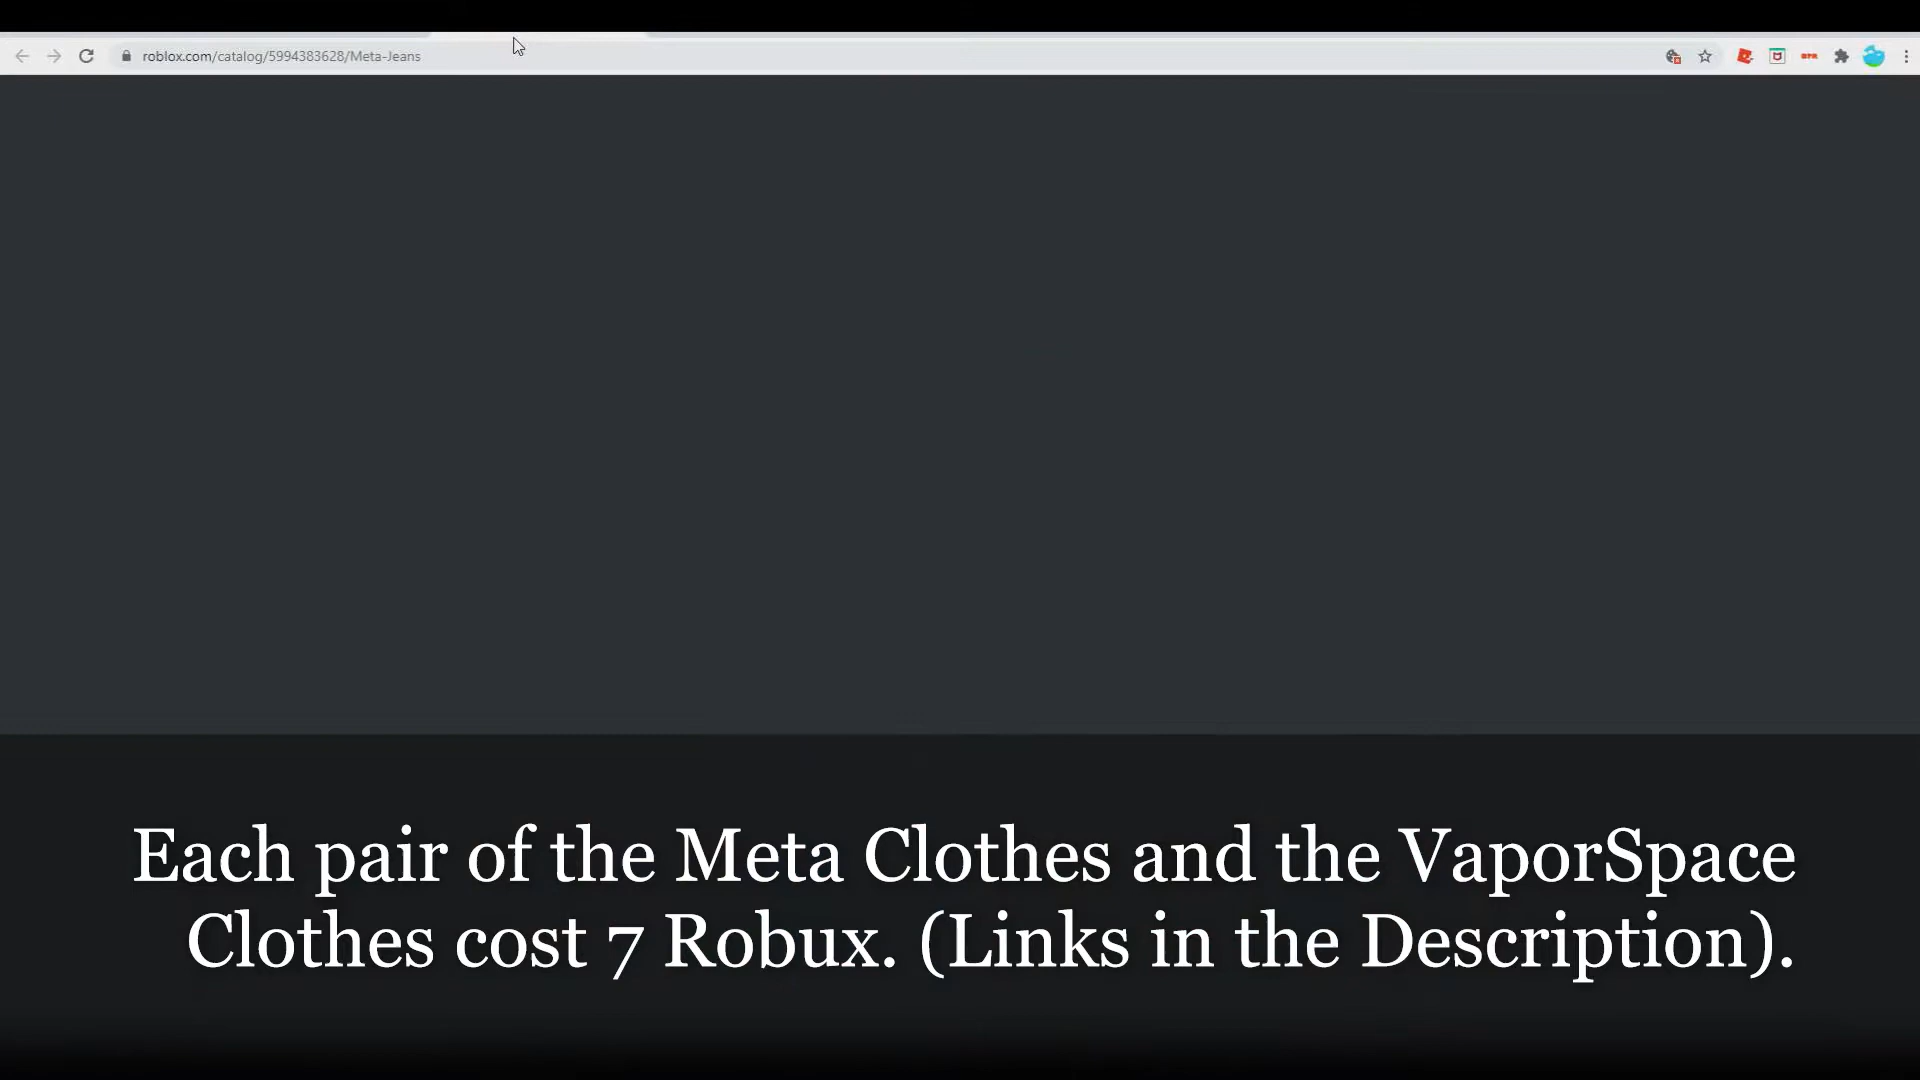 roblox.com/catalog/5994383628/Meta-Jeans
Each pair of the Meta Clothes and the VaporSpace
Clothes cost 7 Robux. (Links in the Description).